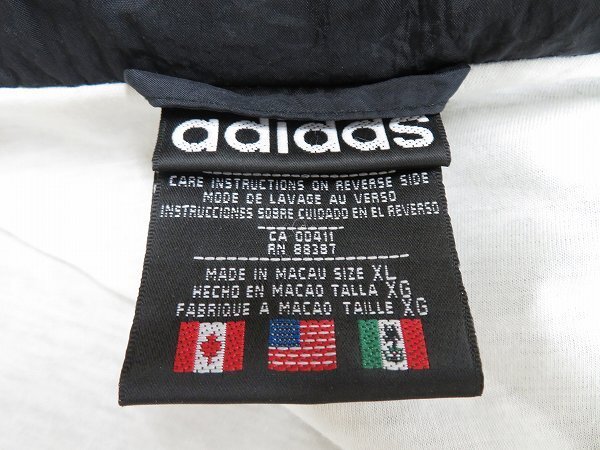 adidas
CARE INSTRUCTIONS ON REVERSE SIDE
MODE DE LAVAGE AU VERSO
INSTRUCCIONES SOBRE CUIDADO EN EL REVERSO
CA 00411
RN 88387
MADE IN MACAU SIZE XL
HECHO EN MACAO TALLA XG
FABRIQUE A MACAO TAILLE XG